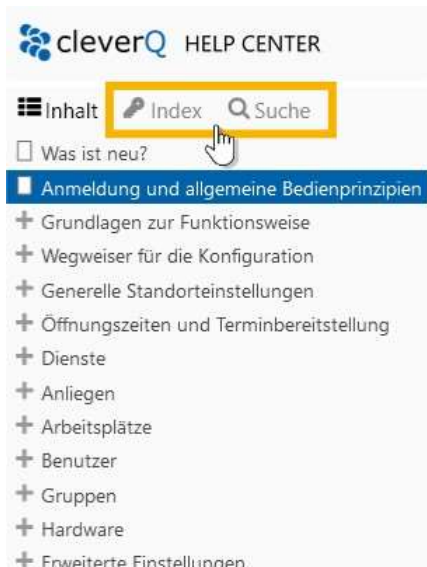 cleverQ HELP CENTER
Inhalt Index Suche
Was ist neu?
Anmeldung und allgemeine Bedienprinzipien
Grundlagen zur Funktionsweise
Wegweiser für die Konfiguration
Generelle Standorteinstellungen
Öffnungszeiten und Terminbereitstellung
Dienste
Anliegen
Arbeitsplätze
Benutzer
Gruppen
Hardware
Erweiterte Einstellungen